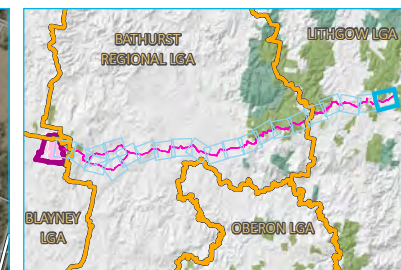 BATHURST
REGIONAL LGA
LITHGOW LGA
BLAYNEY
LGA
OBERON LGA